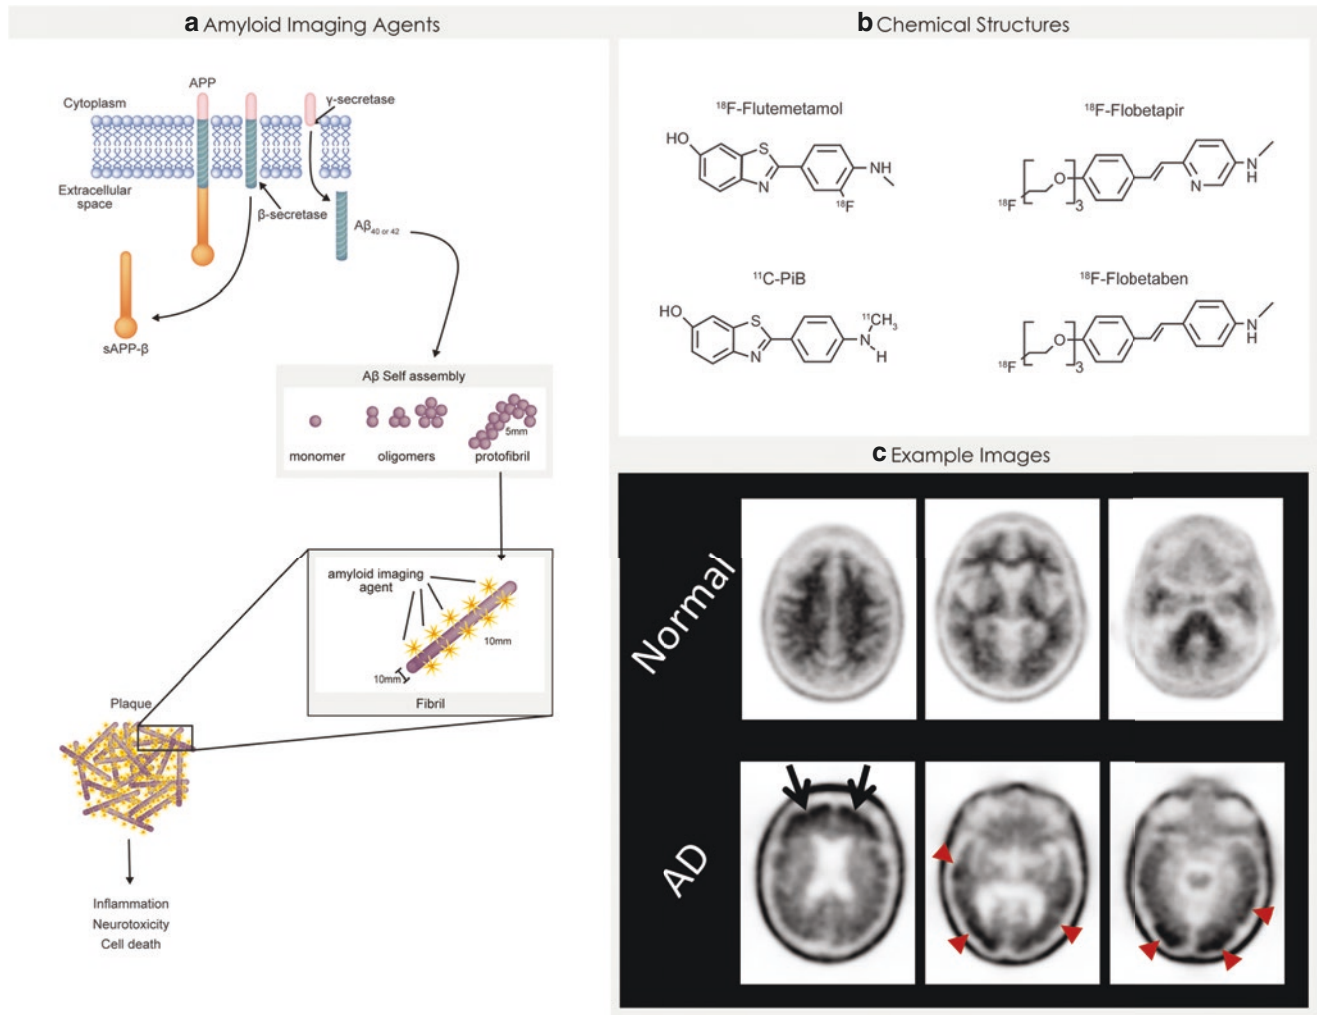 a Amyloid Imaging Agents
APP
Cytoplasm
γ-secretase
Extracellular
space
β-secretase
Aβ40 or 42
sAPP-β
Aβ Self assembly
5mm
monomer
oligomers
protofibril
amyloid imaging
agent
10mm
10mm
Fibril
Plaque
Inflammation
Neurotoxicity
Cell death
b Chemical Structures
¹⁸F-Flutemetamol
HO
S
N
NH
¹⁸F
¹⁸F-Flobetapir
¹⁸F
O
3
N
N
H
¹¹C-PiB
HO
S
N
¹¹CH₃
N
H
¹⁸F-Flobetaben
¹⁸F
O
3
N
H
c Example Images
Normal
AD